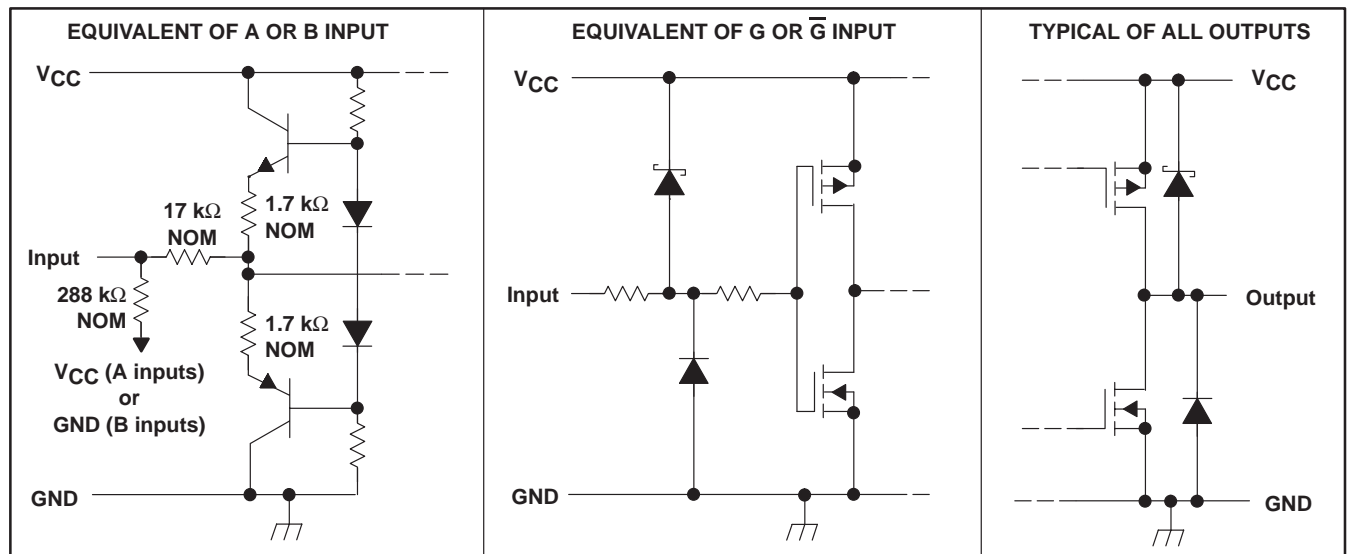 EQUIVALENT OF A OR B INPUT
VCC
17 kΩ
NOM
1.7 kΩ
NOM
Input
288 kΩ
NOM
1.7 kΩ
NOM
VCC (A inputs)
or
GND (B inputs)
GND
EQUIVALENT OF G OR G̅ INPUT
VCC
Input
GND
TYPICAL OF ALL OUTPUTS
VCC
Output
GND